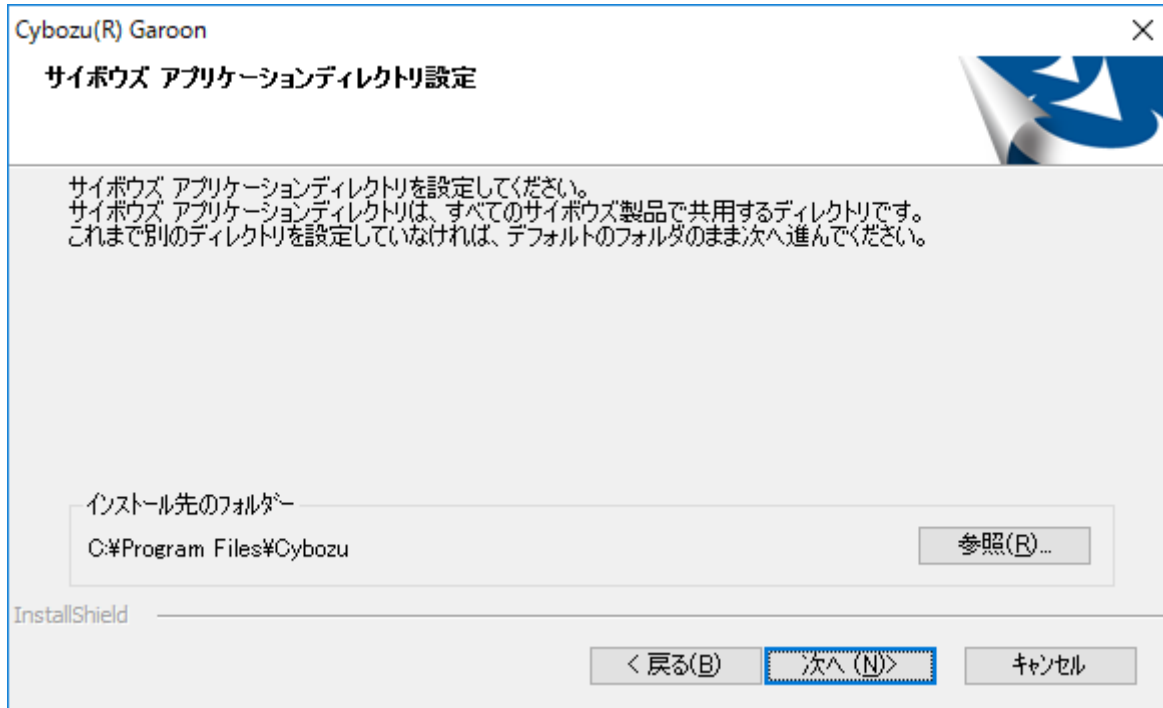 Cybozu(R) Garoon
サイボウズ アプリケーションディレクトリ設定
サイボウズ アプリケーションディレクトリを設定してください。
サイボウズ アプリケーションディレクトリは、すべてのサイボウズ製品で共用するディレクトリです。
これまで別のディレクトリを設定していなければ、デフォルトのフォルダのまま次へ進んでください。
インストール先のフォルダー
C:¥Program Files¥Cybozu
参照(R)...
InstallShield
< 戻る(B)
次へ (N)>
キャンセル